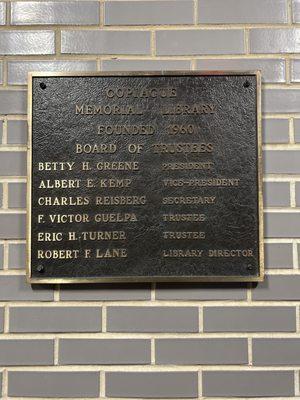 COPIAGUE
MEMORIAL LIBRARY
FOUNDED 1960
BOARD OF TRUSTEES
BETTY H. GREENE PRESIDENT
ALBERT E. KEMP VICE-PRESIDENT
CHARLES REISBERG SECRETARY
F. VICTOR GUELPA TRUSTEE
ERIC H. TURNER TRUSTEE
ROBERT F. LANE LIBRARY DIRECTOR